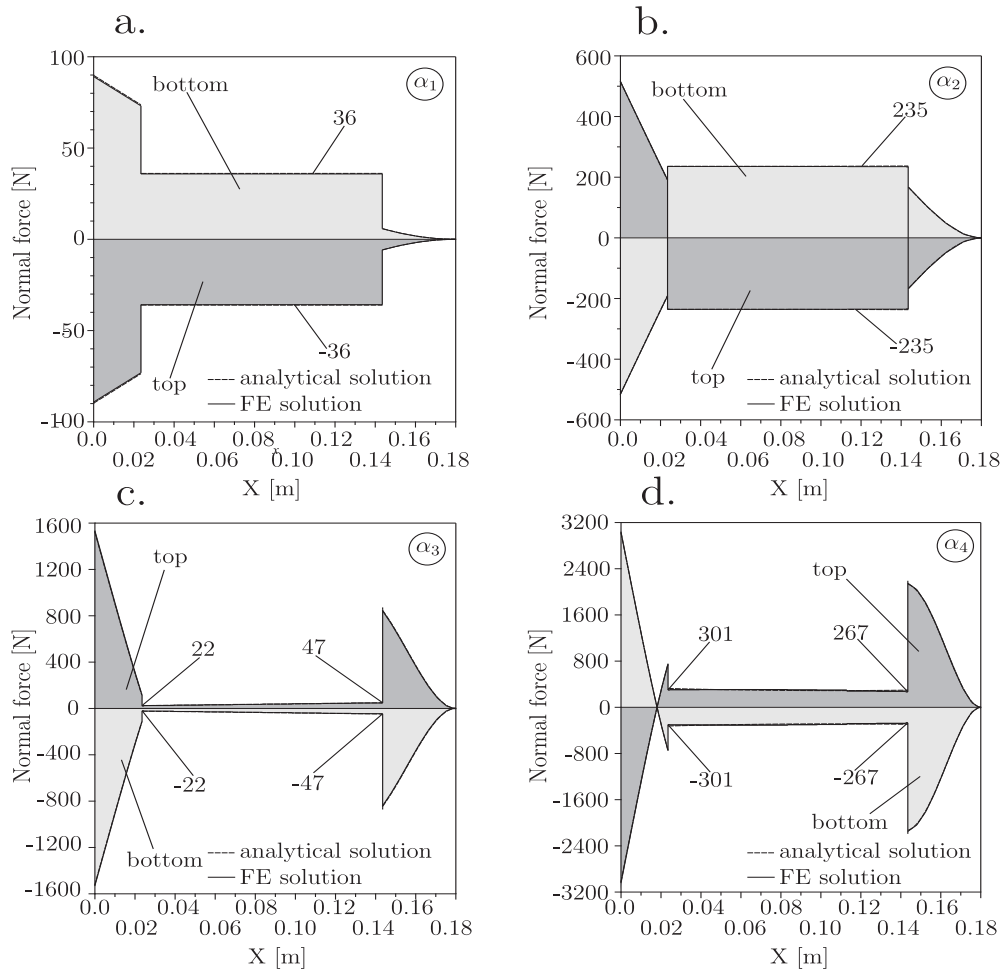 a.
100
50
0
-50
-100
Normal force [N]
bottom
α1
36
-36
top
analytical solution
FE solution
0.0 0.04 0.08 0.10 0.14 0.18
0.02 0.06 0.12 0.16
X [m]
b.
600
400
200
0
-200
-400
-600
Normal force [N]
bottom
α2
235
-235
top
analytical solution
FE solution
0.0 0.04 0.08 0.12 0.16
0.02 0.06 0.10 0.14 0.18
X [m]
c.
1600
1200
800
400
0
-400
-800
-1200
-1600
Normal force [N]
top
α3
22
47
-22
-47
bottom
analytical solution
FE solution
0.0 0.04 0.08 0.12 0.16
0.02 0.06 0.10 0.14 0.18
X [m]
d.
3200
2400
1600
800
0
-800
-1600
-2400
-3200
Normal force [N]
top
α4
301
267
-301
-267
bottom
analytical solution
FE solution
0.0 0.04 0.08 0.12 0.16
0.02 0.06 0.10 0.14 0.18
X [m]